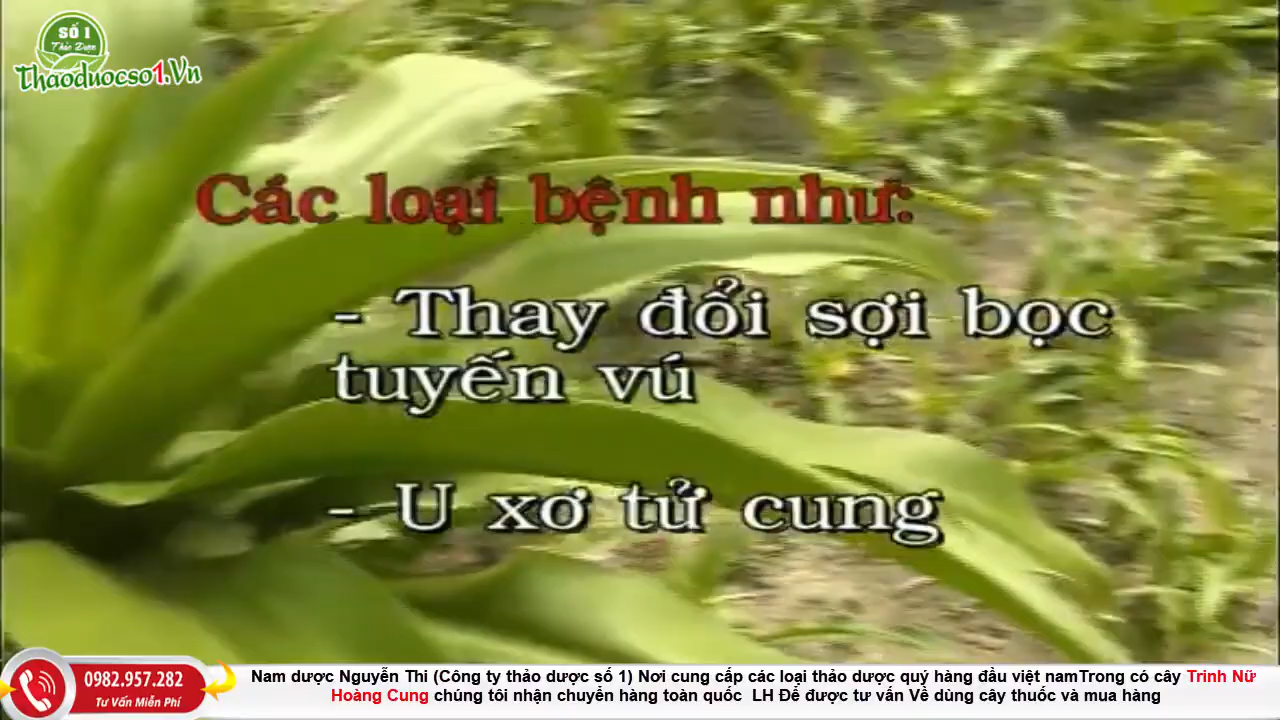 SỐ 1
Thảo Dược
Thaoduocso1.Vn
Các loại bệnh như:
- Thay đổi sợi bọc
tuyến vú
- U xơ tử cung
0982.957.282
Tư Vấn Miễn Phí
Nam dược Nguyễn Thi (Công ty thảo dược số 1) Nơi cung cấp các loại thảo dược quý hàng đầu việt namTrong có cây Trinh Nữ
Hoàng Cung chúng tôi nhận chuyển hàng toàn quốc LH Để được tư vấn Về dùng cây thuốc và mua hàng